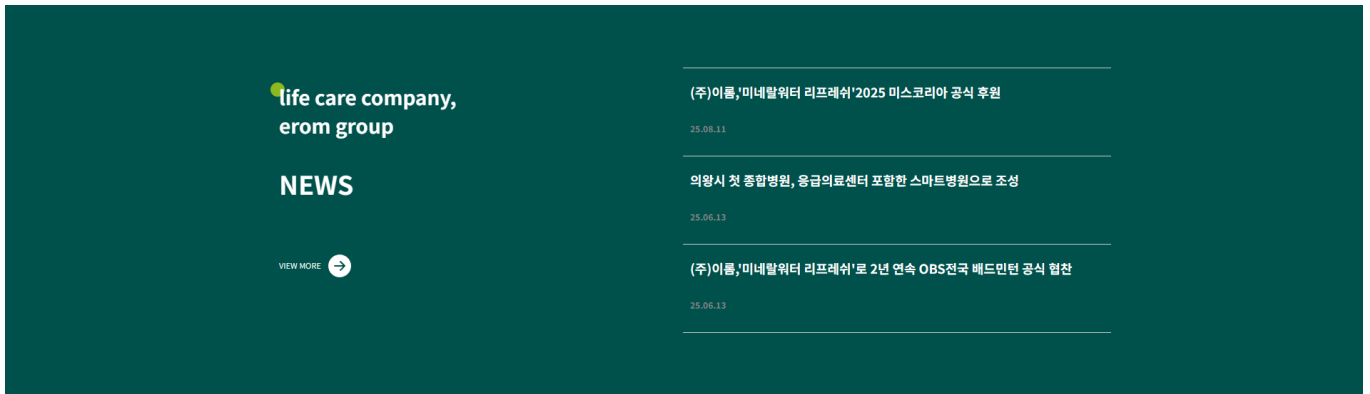 life care company,
erom group
NEWS
VIEW MORE
(주)이롬,'미네랄워터 리프레쉬'2025 미스코리아 공식 후원
25.08.11
의왕시 첫 종합병원, 응급의료센터 포함한 스마트병원으로 조성
25.06.13
(주)이롬,'미네랄워터 리프레쉬'로 2년 연속 OBS전국 배드민턴 공식 협찬
25.06.13